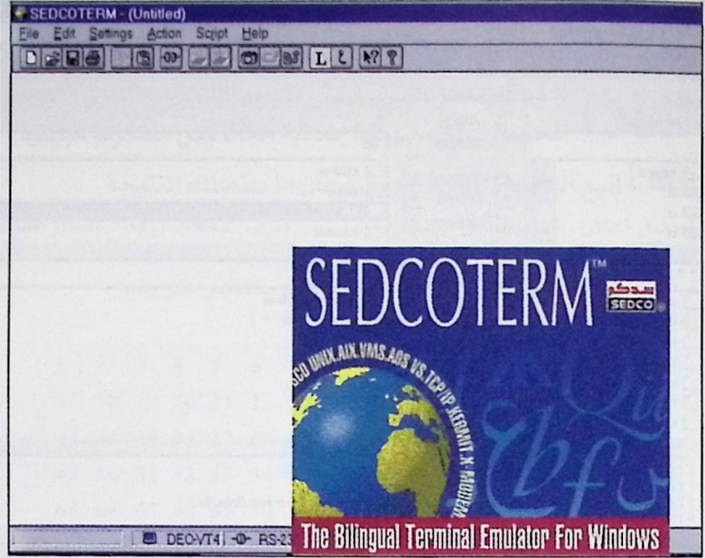 SEDCOTERM - (Untitled)
File Edit Settings Action Script Help
L
SEDCOTERM™
سدكو
SEDCO
SCO UNIX.AIX.VMS.AOS VS.TCP/IP.KERMIT.X-MODEM.
The Bilingual Terminal Emulator For Windows
DEC-VT4 RS-23